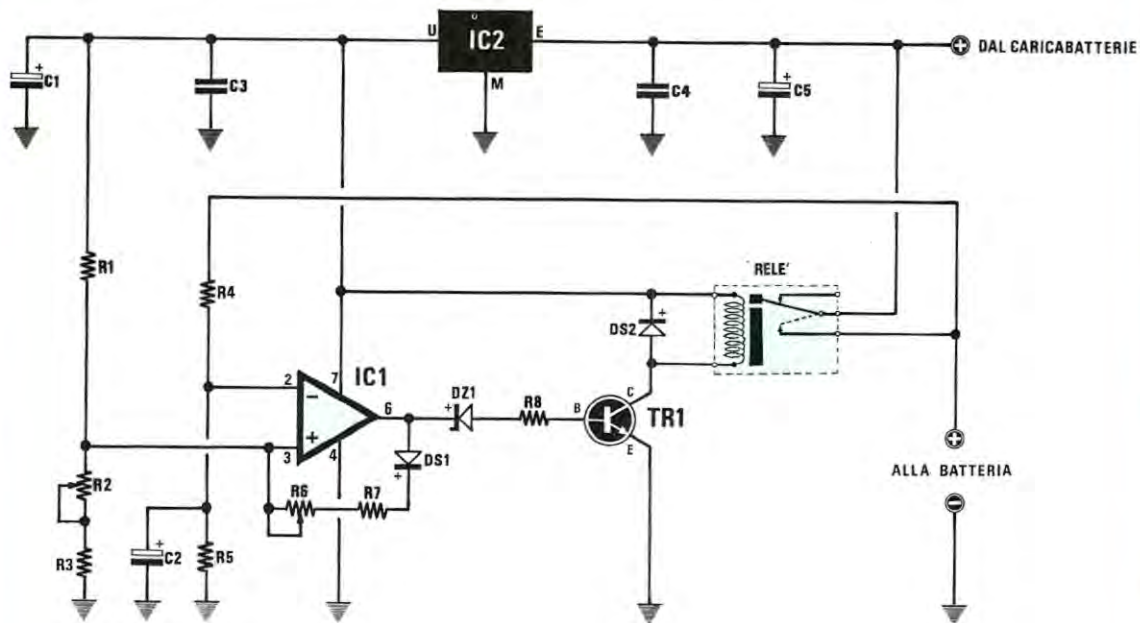 U
IC2
E
M
DAL CARICABATTERIE
+
C1
C3
C4
+
C5
R1
R4
RELE'
+
DS2
2
7
IC1
6
3
4
+
DZ1
R8
B
C
E
TR1
DS1
+
R6
R7
R2
R3
+
C2
R5
+
ALLA BATTERIA
-